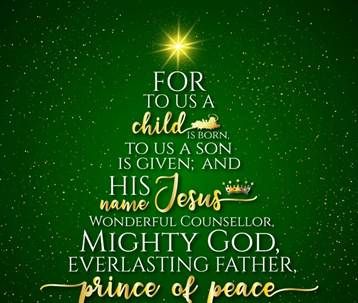 FOR
TO US A
child IS BORN,
TO US A SON
IS GIVEN; AND
HIS
name Jesus
WONDERFUL COUNSELLOR,
MIGHTY GOD,
EVERLASTING FATHER,
prince of peace